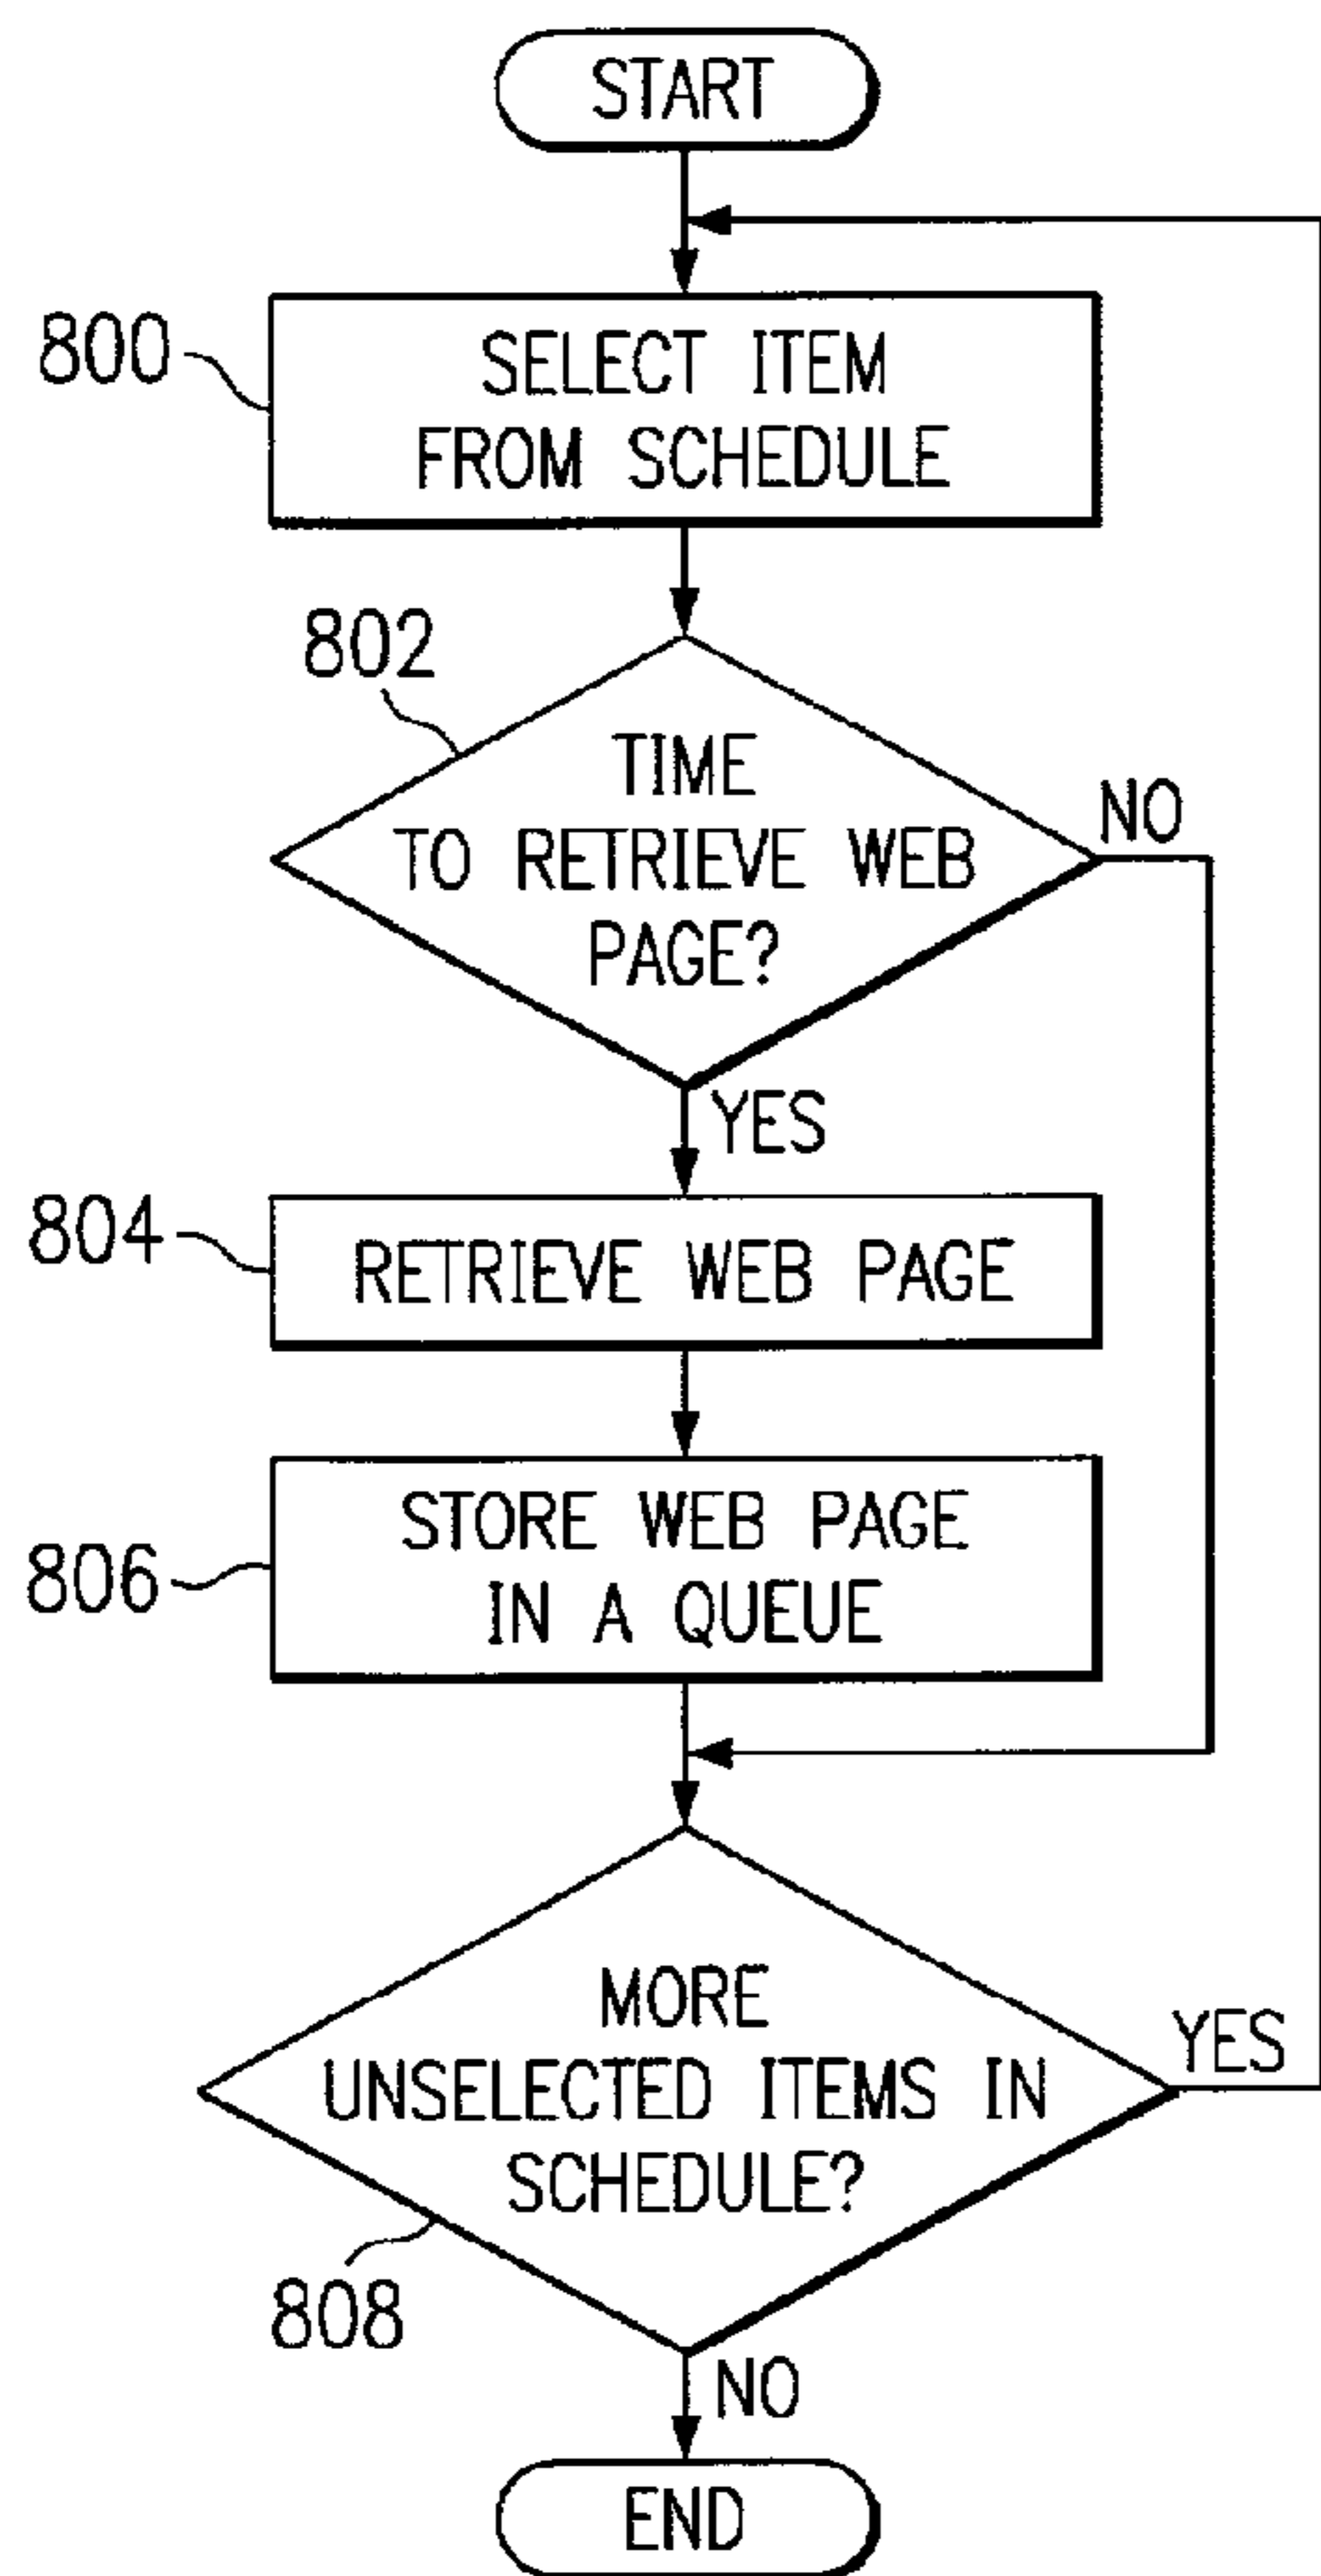 START
800
SELECT ITEM
FROM SCHEDULE
802
TIME
TO RETRIEVE WEB
PAGE?
NO
YES
804
RETRIEVE WEB PAGE
806
STORE WEB PAGE
IN A QUEUE
MORE
UNSELECTED ITEMS IN
SCHEDULE?
YES
808
NO
END